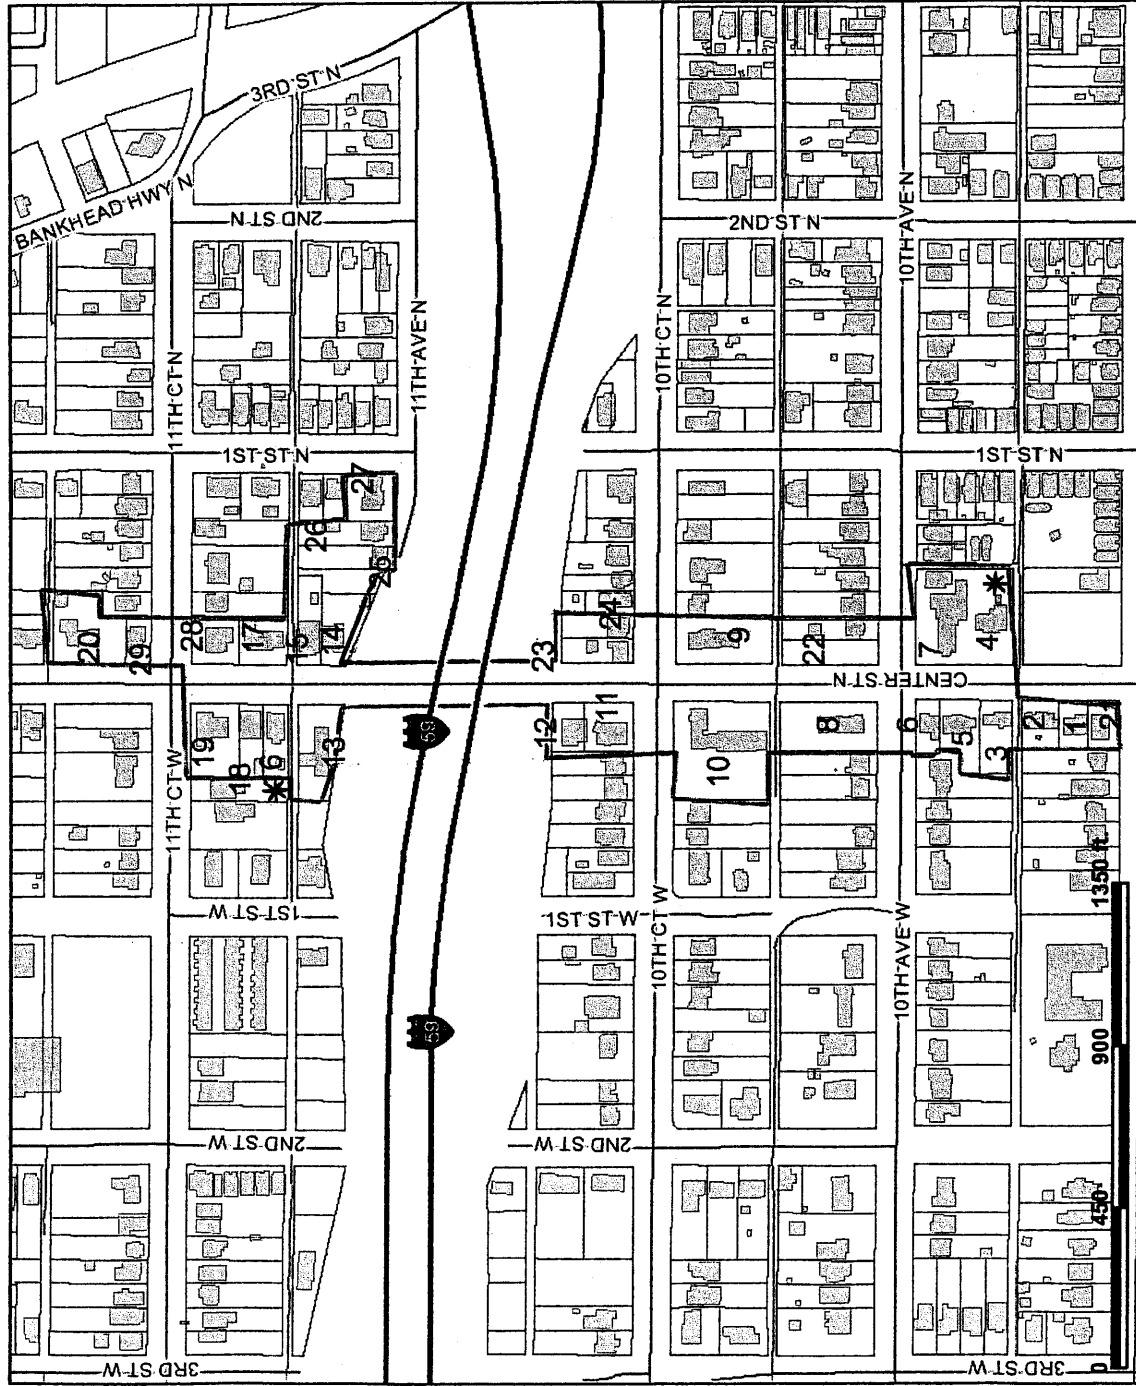 3RD ST N
BANKHEAD HWY N
2ND ST N
2ND ST N
11TH CT N
11TH AVE N
10TH CT N
10TH AVE N
1ST ST N
1ST ST N
27
26
25
20
29
28
17
15
14
23
24
9
22
7
4
*
CENTER ST N
19
18
16
*
13
59
12
11
10
8
6
5
3
2
1
21
11TH CT W
1ST ST W
1ST ST W
10TH CT W
10TH AVE W
59
2ND ST W
2ND ST W
3RD ST W
3RD ST W
0
450
900
1350 ft.